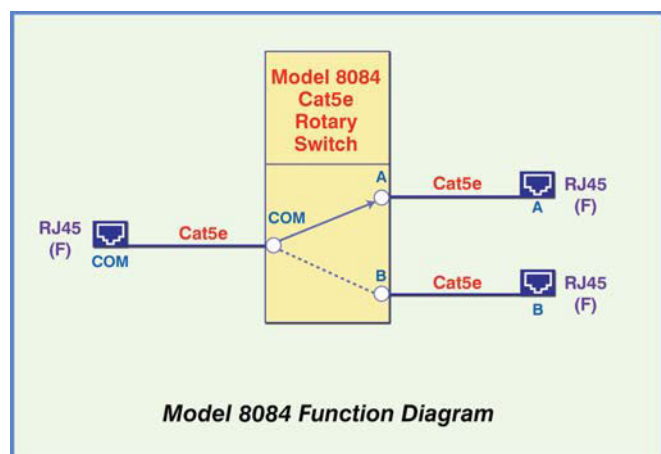 Model 8084
Cat5e
Rotary
Switch
A
Cat5e
RJ45
(F)
A
COM
RJ45
(F)
Cat5e
COM
B
Cat5e
RJ45
(F)
B
Model 8084 Function Diagram